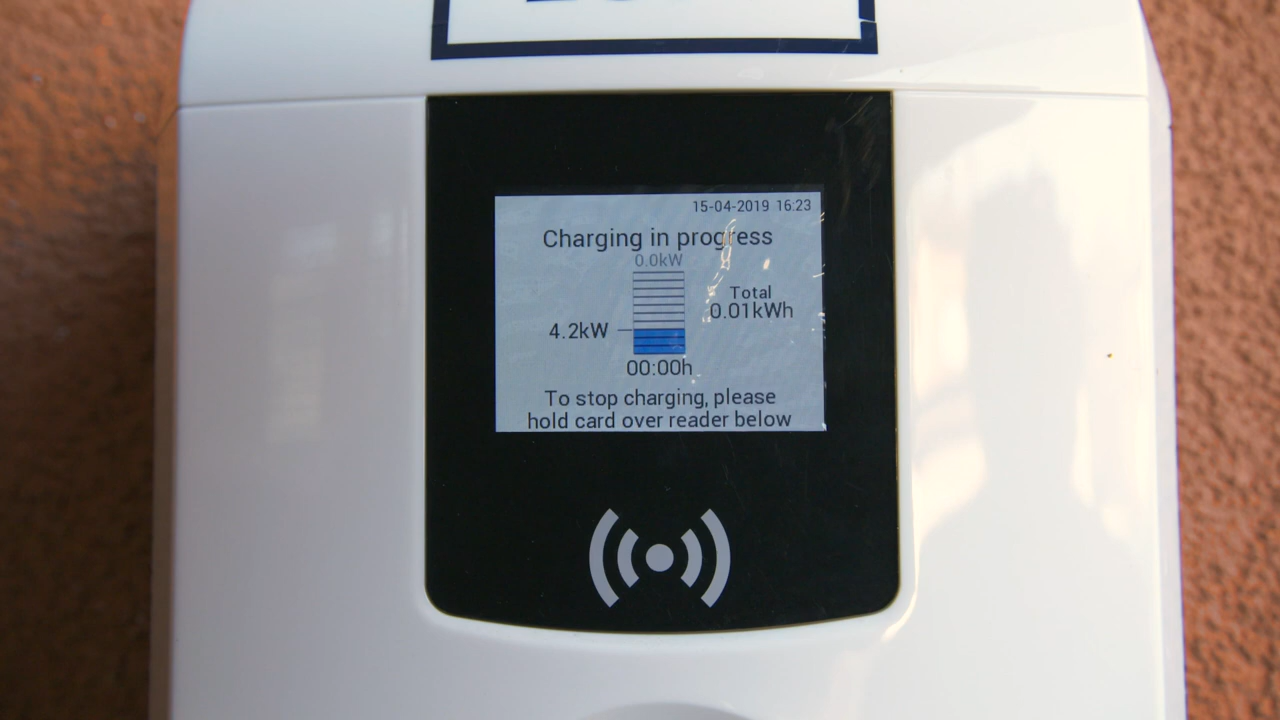 15-04-2019 16:23
Charging in progress
0.0kW
Total
0.01kWh
4.2kW
00:00h
To stop charging, please
hold card over reader below